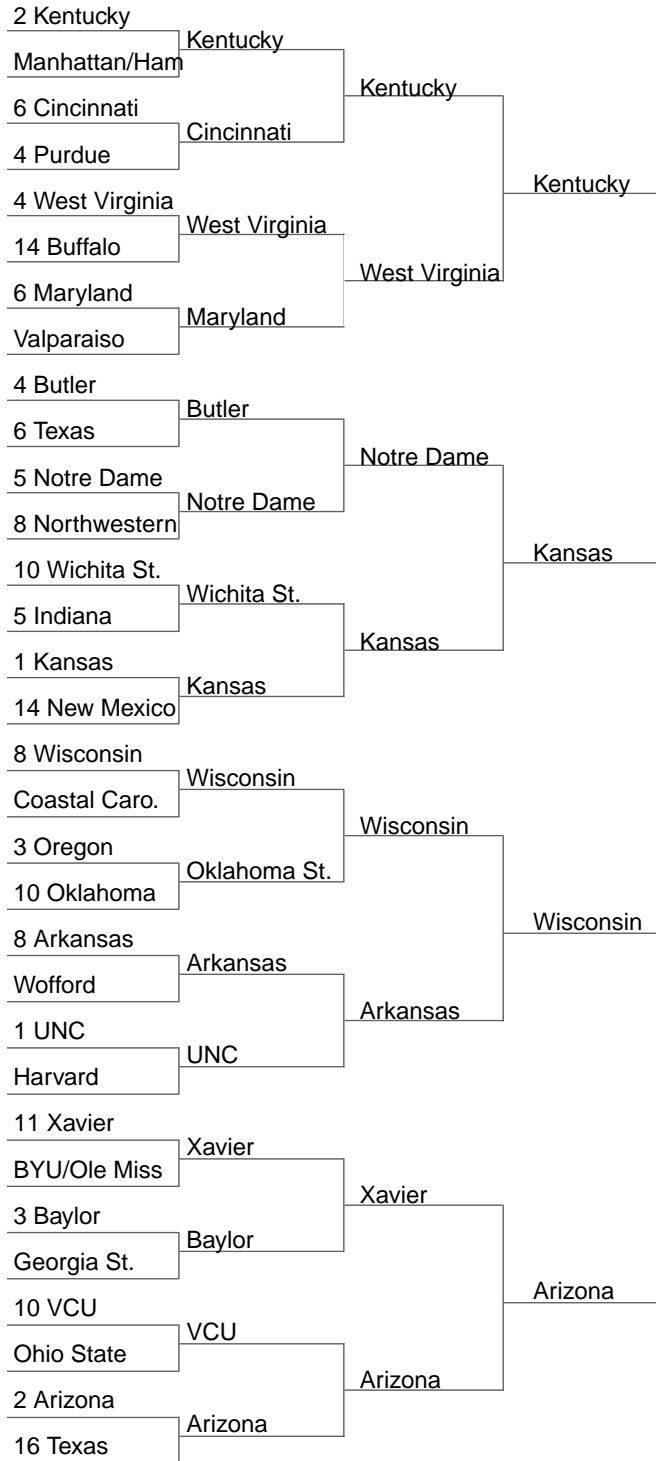 2 Kentucky
Kentucky
Manhattan/Ham
Kentucky
6 Cincinnati
Cincinnati
4 Purdue
Kentucky
4 West Virginia
West Virginia
14 Buffalo
West Virginia
6 Maryland
Maryland
Valparaiso
4 Butler
Butler
6 Texas
Notre Dame
5 Notre Dame
Notre Dame
8 Northwestern
Kansas
10 Wichita St.
Wichita St.
5 Indiana
Kansas
1 Kansas
Kansas
14 New Mexico
8 Wisconsin
Wisconsin
Coastal Caro.
Wisconsin
3 Oregon
Oklahoma St.
10 Oklahoma
Wisconsin
8 Arkansas
Arkansas
Wofford
Arkansas
1 UNC
UNC
Harvard
11 Xavier
Xavier
BYU/Ole Miss
Xavier
3 Baylor
Baylor
Georgia St.
Arizona
10 VCU
VCU
Ohio State
Arizona
2 Arizona
Arizona
16 Texas